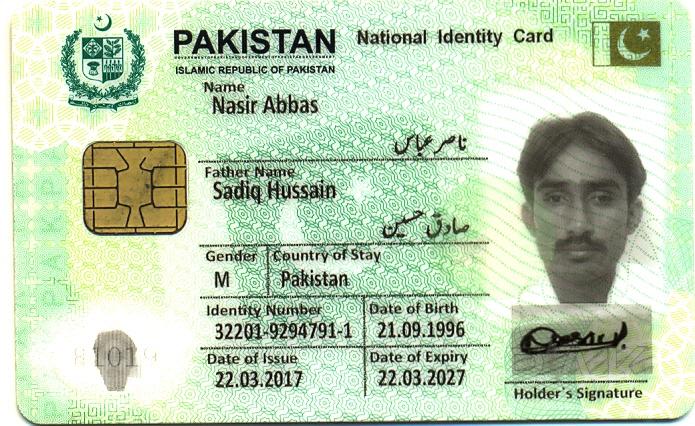 PAKISTAN National Identity Card
ISLAMIC REPUBLIC OF PAKISTAN
Name
Nasir Abbas
ناصر عباس
Father Name
Sadiq Hussain
صادق حسین
Gender Country of Stay
M Pakistan
Identity Number Date of Birth
32201-9294791-1 21.09.1996
Date of Issue Date of Expiry
22.03.2017 22.03.2027
Holder's Signature